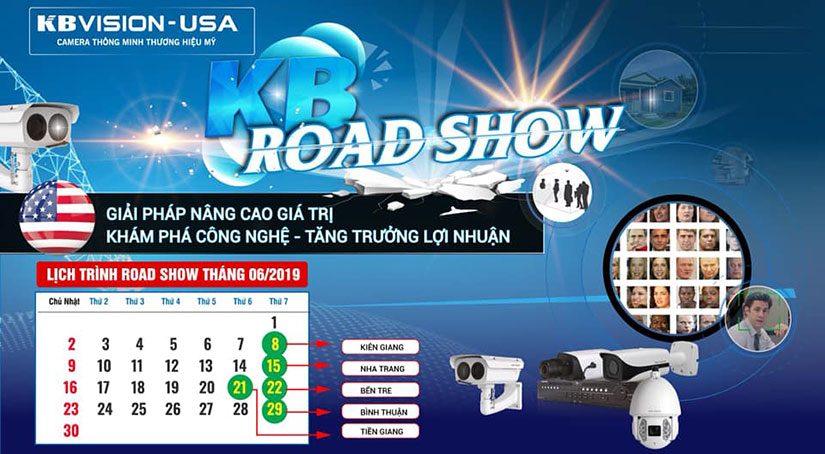 KBVISION-USA
CAMERA THÔNG MINH THƯƠNG HIỆU MỸ
KB
ROAD SHOW
GIẢI PHÁP NÂNG CAO GIÁ TRỊ
KHÁM PHÁ CÔNG NGHỆ - TĂNG TRƯỞNG LỢI NHUẬN
LỊCH TRÌNH ROAD SHOW THÁNG 06/2019
Chủ Nhật Thứ 2 Thứ 3 Thứ 4 Thứ 5 Thứ 6 Thứ 7
1
2 3 4 5 6 7 8
9 10 11 12 13 14 15
16 17 18 19 20 21 22
23 24 25 26 27 28 29
30
KIÊN GIANG
NHA TRANG
BẾN TRE
BÌNH THUẬN
TIỀN GIANG